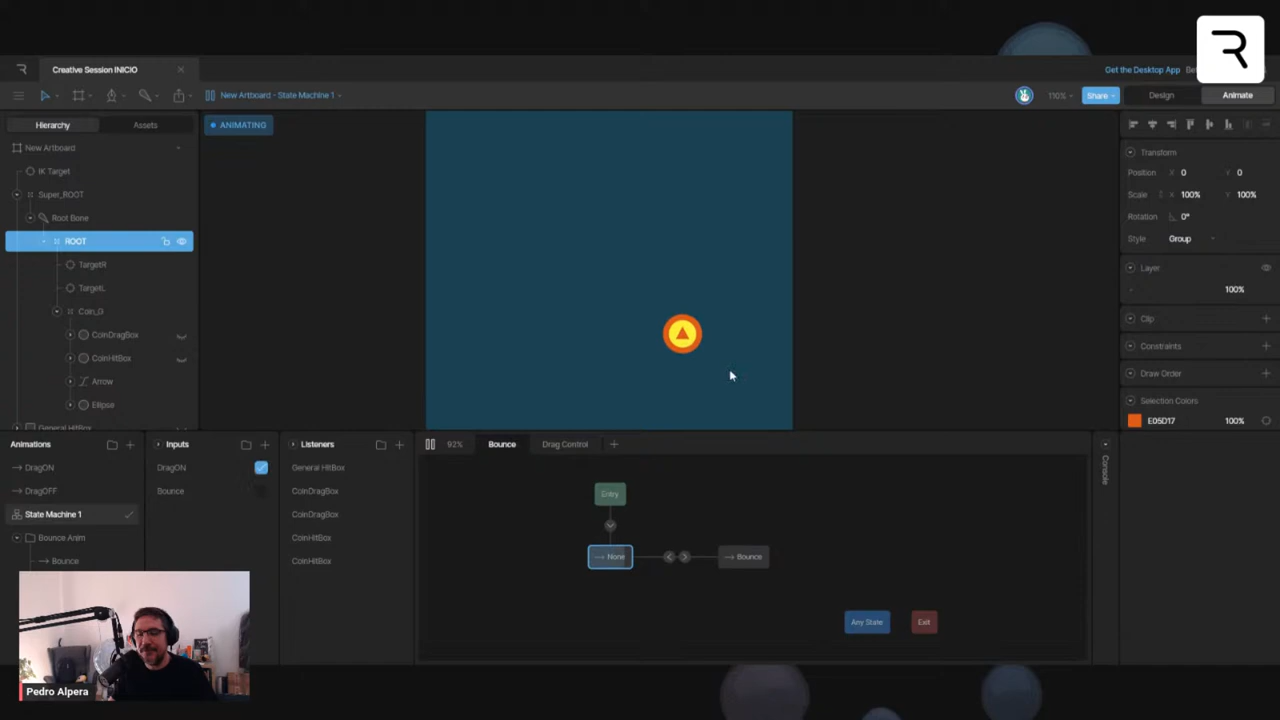 Creative Session INICIO
Get the Desktop App
New Artboard - State Machine 1
110%
Share
Design
Animate
Hierarchy
Assets
ANIMATING
New Artboard
IK Target
Super_ROOT
Root Bone
ROOT
TargetR
TargetL
Coin_G
CoinDragBox
CoinHitBox
Arrow
Ellipse
General HitBox
Transform
Position
X
0
Y
0
Scale
X
100%
Y
100%
Rotation
0°
Style
Group
Layer
100%
Clip
Constraints
Draw Order
Selection Colors
E05D17
100%
Animations
DragON
DragOFF
State Machine 1
Bounce Anim
Bounce
Inputs
DragON
Bounce
Listeners
General HitBox
CoinDragBox
CoinDragBox
CoinHitBox
CoinHitBox
92%
Bounce
Drag Control
Entry
None
Bounce
Any State
Exit
Console
Pedro Alpera